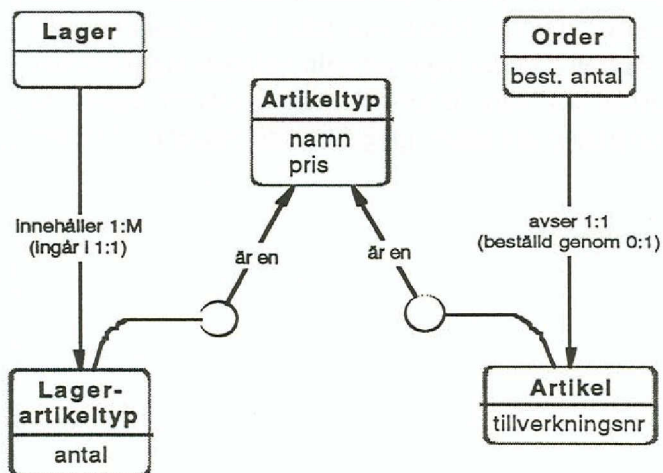 Lager
Order
best. antal
Artikeltyp
namn
pris
innehåller 1:M
(ingår i 1:1)
är en
är en
avser 1:1
(beställd genom 0:1)
Lager-
artikeltyp
antal
Artikel
tillverkningsnr